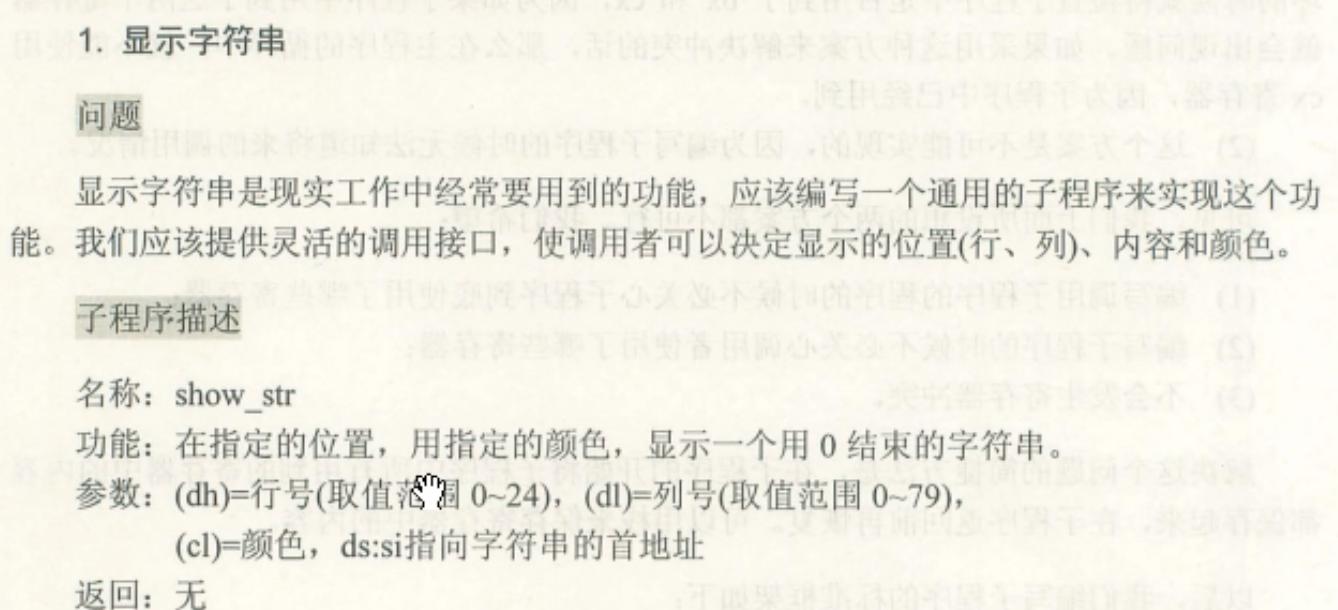 1. 显示字符串
问题
显示字符串是现实工作中经常要用到的功能，应该编写一个通用的子程序来实现这个功
能。我们应该提供灵活的调用接口，使调用者可以决定显示的位置(行、列)、内容和颜色。
子程序描述
名称：show_str
功能：在指定的位置，用指定的颜色，显示一个用 0 结束的字符串。
参数：(dh)=行号(取值范围 0~24)，(dl)=列号(取值范围 0~79)，
(cl)=颜色，ds:si指向字符串的首地址
返回：无